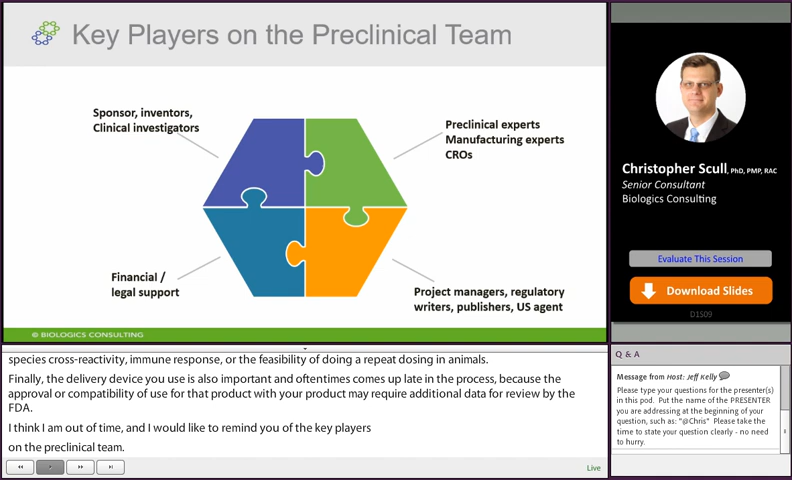 Key Players on the Preclinical Team
Sponsor, inventors,
Clinical investigators
Preclinical experts
Manufacturing experts
CROs
Financial /
legal support
Project managers, regulatory
writers, publishers, US agent
© BIOLOGICS CONSULTING
Christopher Scull, PhD, PMP, RAC
Senior Consultant
Biologics Consulting
Evaluate This Session
Download Slides
D1509
species cross-reactivity, immune response, or the feasibility of doing a repeat dosing in animals.
Finally, the delivery device you use is also important and oftentimes comes up late in the process, because the
approval or compatibility of use for that product with your product may require additional data for review by the
FDA.
I think I am out of time, and I would like to remind you of the key players
on the preclinical team.
Live
Q & A
Message from Host: Jeff Kelly
Please type your questions for the presenter(s)
in this pod. Put the name of the PRESENTER
you are addressing at the beginning of your
question, such as: "@Chris" Please take the
time to state your question clearly - no need
to hurry.